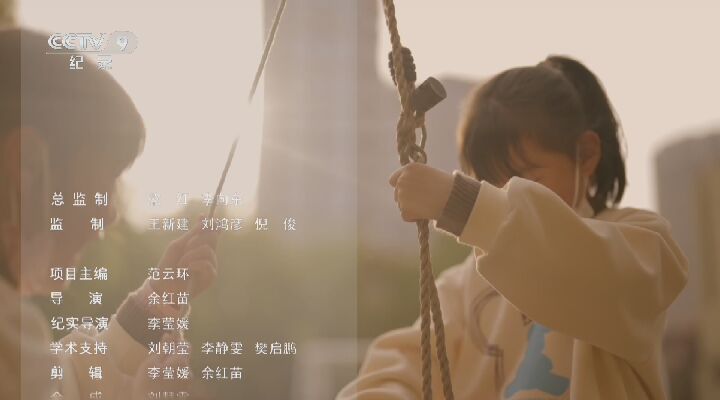 CCTV 9
纪 录
总 监 制
监 制 王新建 刘鸿彦 倪 俊
项目主编 范云环
导 演 余红苗
纪实导演 李莹媛
学术支持 刘朝莹 李静雯 樊启鹏
剪 辑 李莹媛 余红苗